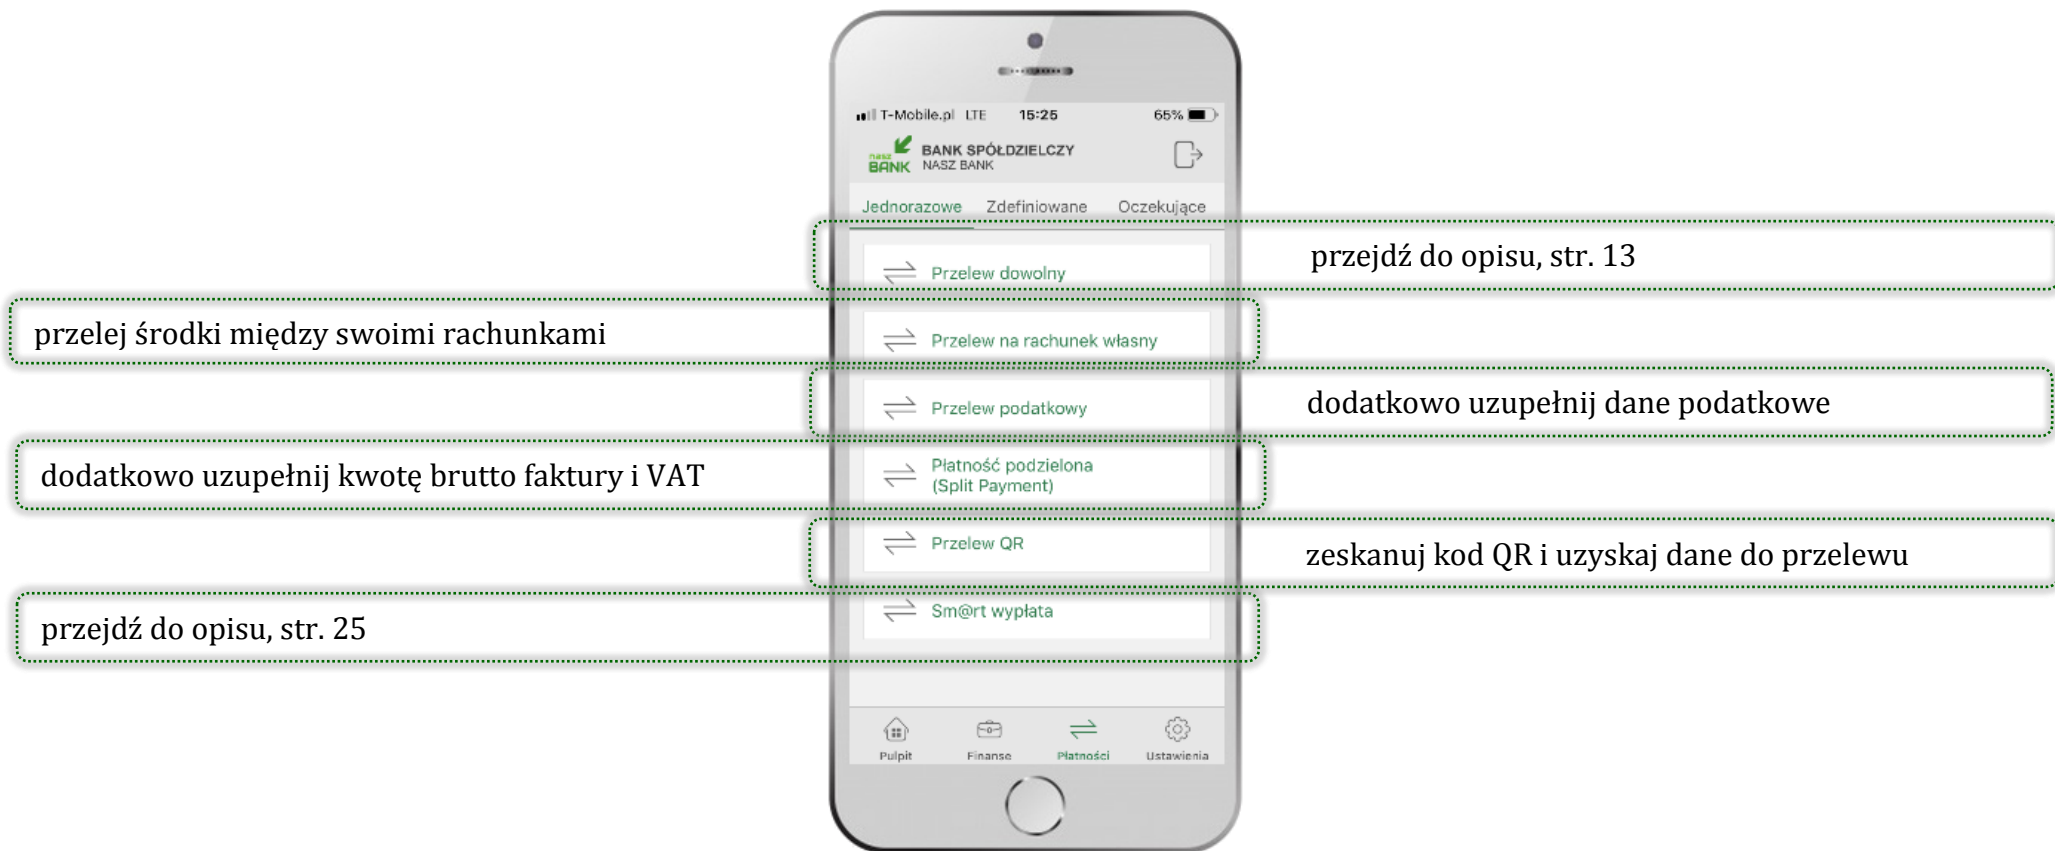 T-Mobile.pl LTE 15:25 65%
nasz BANK
BANK SPÓŁDZIELCZY
NASZ BANK
Jednorazowe Zdefiniowane Oczekujące
Przelew dowolny
przejdź do opisu, str. 13
przelej środki między swoimi rachunkami
Przelew na rachunek własny
Przelew podatkowy
dodatkowo uzupełnij dane podatkowe
dodatkowo uzupełnij kwotę brutto faktury i VAT
Płatność podzielona
(Split Payment)
Przelew QR
zeskanuj kod QR i uzyskaj dane do przelewu
przejdź do opisu, str. 25
Sm@rt wypłata
Pulpit Finanse Płatności Ustawienia